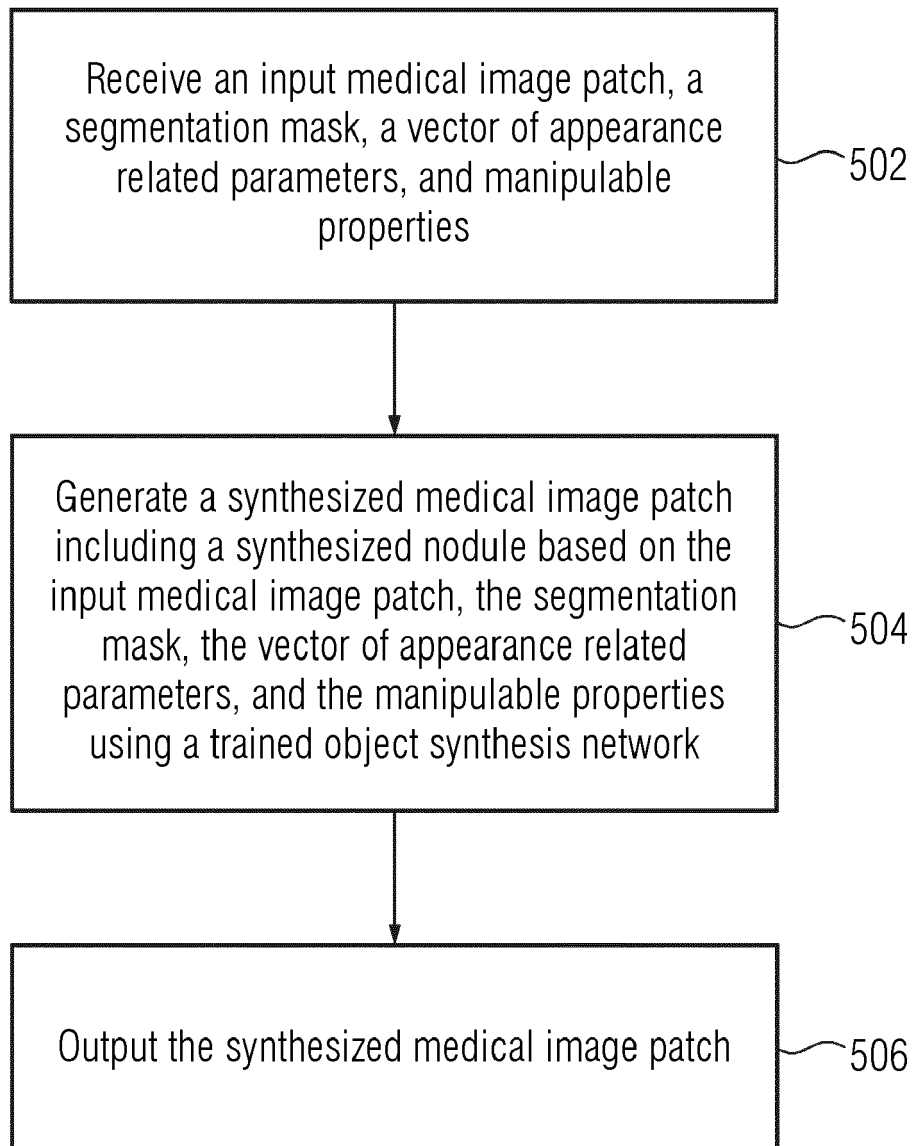 Receive an input medical image patch, a
segmentation mask, a vector of appearance
related parameters, and manipulable
properties
502
Generate a synthesized medical image patch
including a synthesized nodule based on the
input medical image patch, the segmentation
mask, the vector of appearance related
parameters, and the manipulable properties
using a trained object synthesis network
504
Output the synthesized medical image patch
506